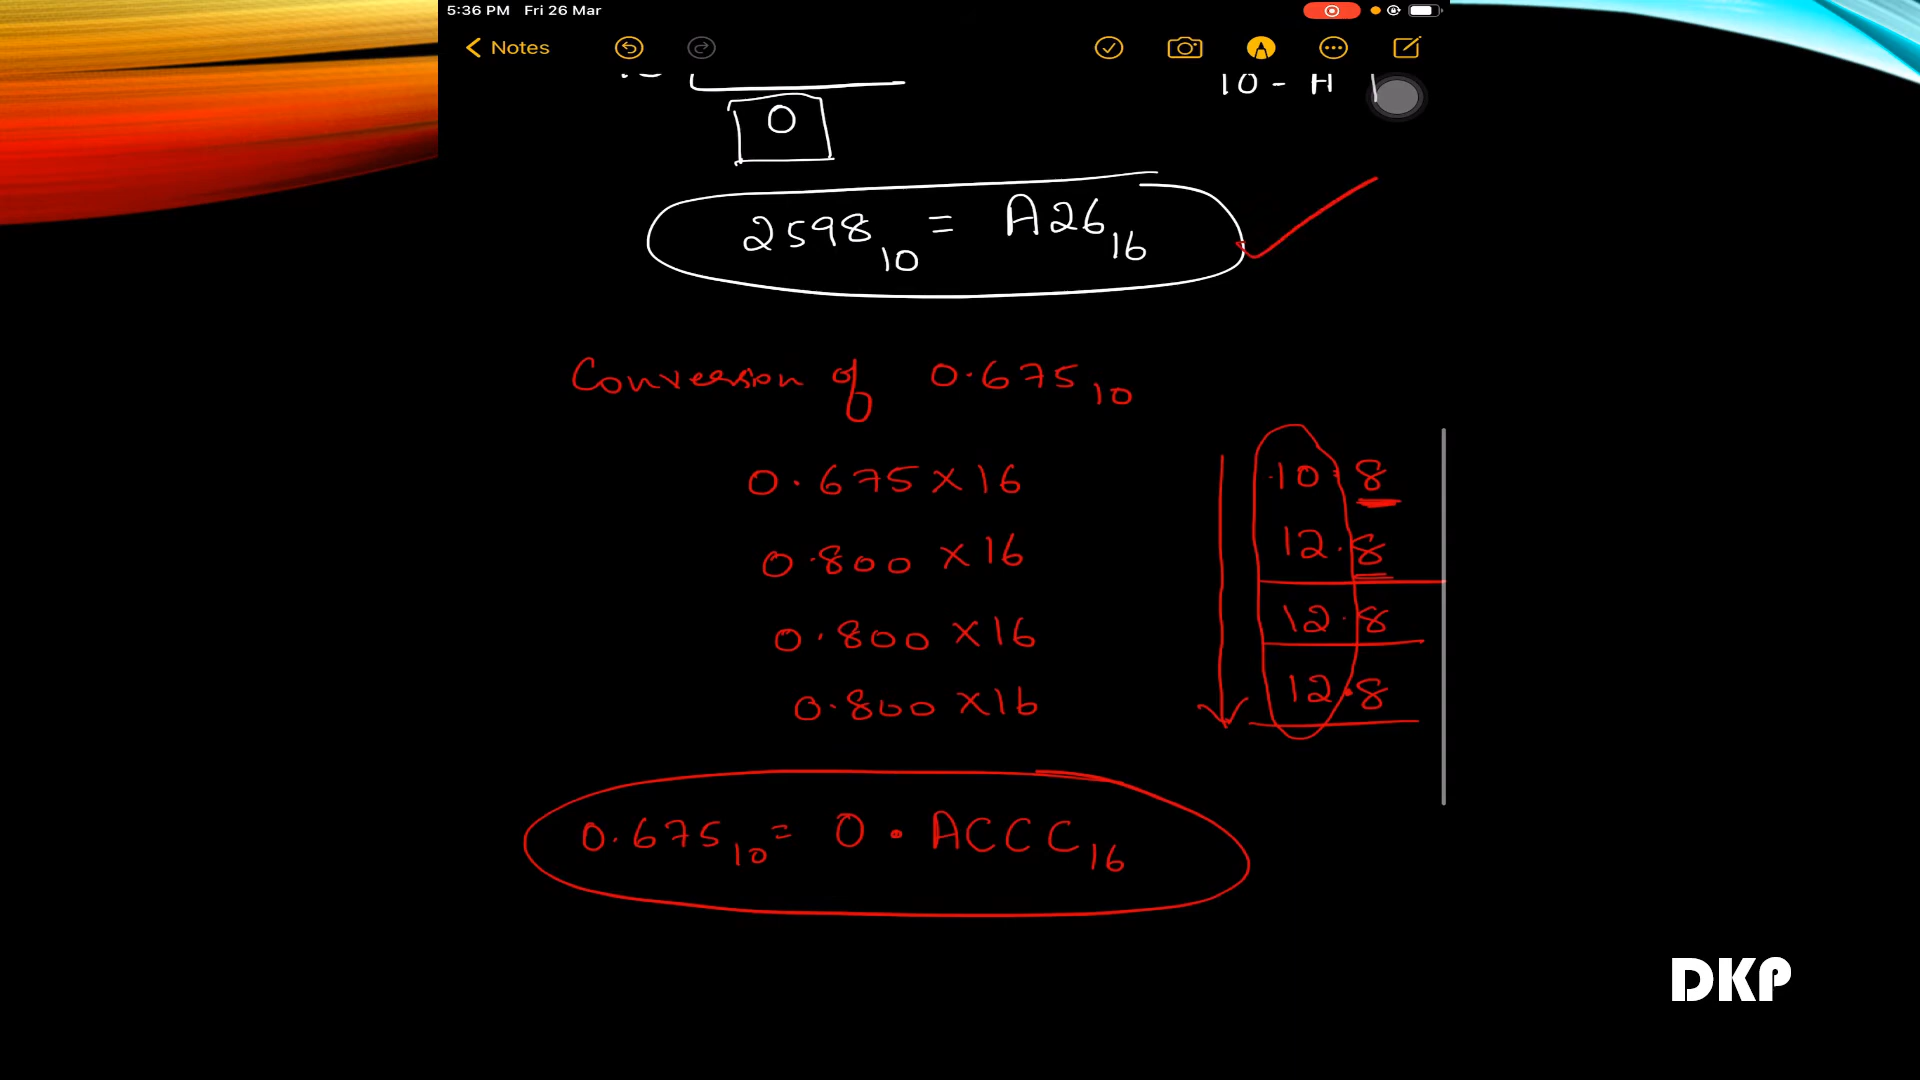 5:36 PM Fri 26 Mar
Notes
10 -
0
2598₁₀ = A26₁₆
Conversion of 0.675₁₀
0.675 × 16 10.8
0.800 × 16 12.8
0.800 × 16 12.8
0.800 × 16 12.8
0.675₁₀ = 0.ACCC₁₆
DKP